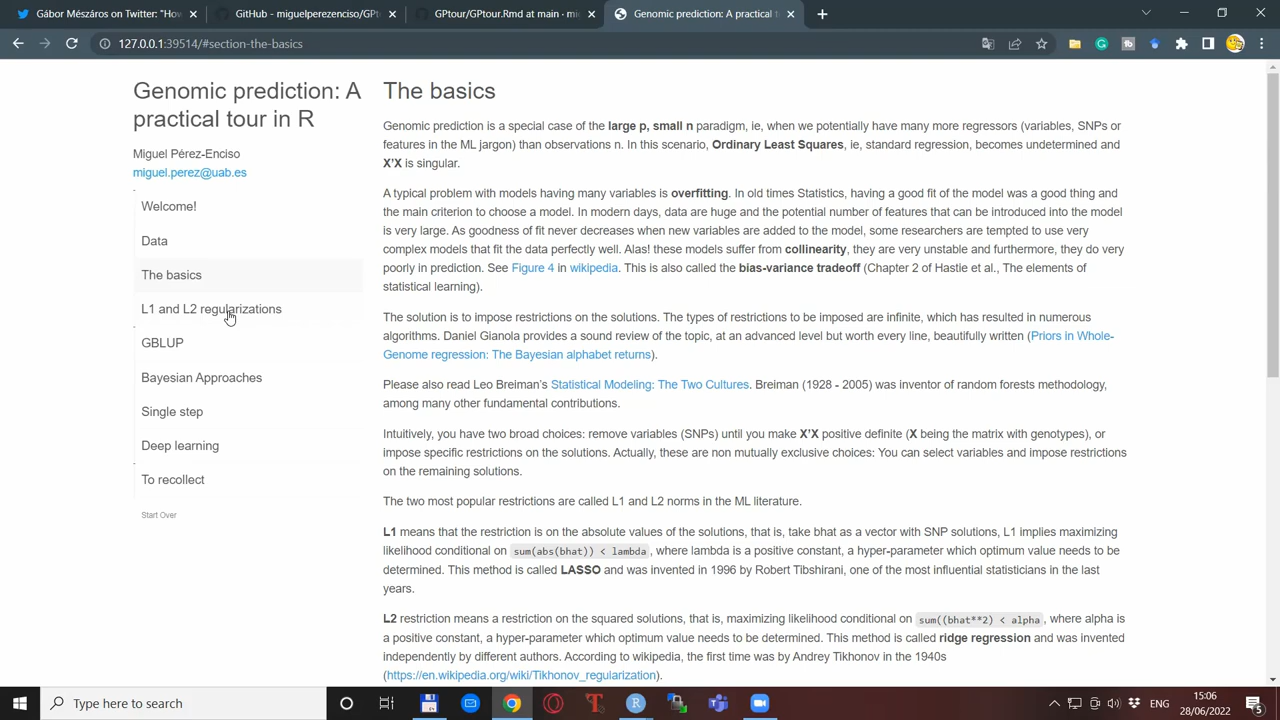 Gábor Mészáros on Twitter: "How
GitHub - miguelperezenciso/GPt
GPtour/GPtour.Rmd at main · mi
Genomic prediction: A practical t
127.0.0.1:39514/#section-the-basics
Genomic prediction: A
practical tour in R
Miguel Pérez-Enciso
miguel.perez@uab.es
Welcome!
Data
The basics
L1 and L2 regularizations
GBLUP
Bayesian Approaches
Single step
Deep learning
To recollect
Start Over
The basics
Genomic prediction is a special case of the large p, small n paradigm, ie, when we potentially have many more regressors (variables, SNPs or
features in the ML jargon) than observations n. In this scenario, Ordinary Least Squares, ie, standard regression, becomes undetermined and
X'X is singular.
A typical problem with models having many variables is overfitting. In old times Statistics, having a good fit of the model was a good thing and
the main criterion to choose a model. In modern days, data are huge and the potential number of features that can be introduced into the model
is very large. As goodness of fit never decreases when new variables are added to the model, some researchers are tempted to use very
complex models that fit the data perfectly well. Alas! these models suffer from collinearity, they are very unstable and furthermore, they do very
poorly in prediction. See Figure 4 in wikipedia. This is also called the bias-variance tradeoff (Chapter 2 of Hastie et al., The elements of
statistical learning).
The solution is to impose restrictions on the solutions. The types of restrictions to be imposed are infinite, which has resulted in numerous
algorithms. Daniel Gianola provides a sound review of the topic, at an advanced level but worth every line, beautifully written (Priors in Whole-
Genome regression: The Bayesian alphabet returns).
Please also read Leo Breiman's Statistical Modeling: The Two Cultures. Breiman (1928 - 2005) was inventor of random forests methodology,
among many other fundamental contributions.
Intuitively, you have two broad choices: remove variables (SNPs) until you make X'X positive definite (X being the matrix with genotypes), or
impose specific restrictions on the solutions. Actually, these are non mutually exclusive choices: You can select variables and impose restrictions
on the remaining solutions.
The two most popular restrictions are called L1 and L2 norms in the ML literature.
L1 means that the restriction is on the absolute values of the solutions, that is, take bhat as a vector with SNP solutions, L1 implies maximizing
likelihood conditional on sum(abs(bhat)) < lambda, where lambda is a positive constant, a hyper-parameter which optimum value needs to be
determined. This method is called LASSO and was invented in 1996 by Robert Tibshirani, one of the most influential statisticians in the last
years.
L2 restriction means a restriction on the squared solutions, that is, maximizing likelihood conditional on sum((bhat**2) < alpha, where alpha is
a positive constant, a hyper-parameter which optimum value needs to be determined. This method is called ridge regression and was invented
independently by different authors. According to wikipedia, the first time was by Andrey Tikhonov in the 1940s
(https://en.wikipedia.org/wiki/Tikhonov_regularization).
Type here to search
ENG
15:06
28/06/2022
5